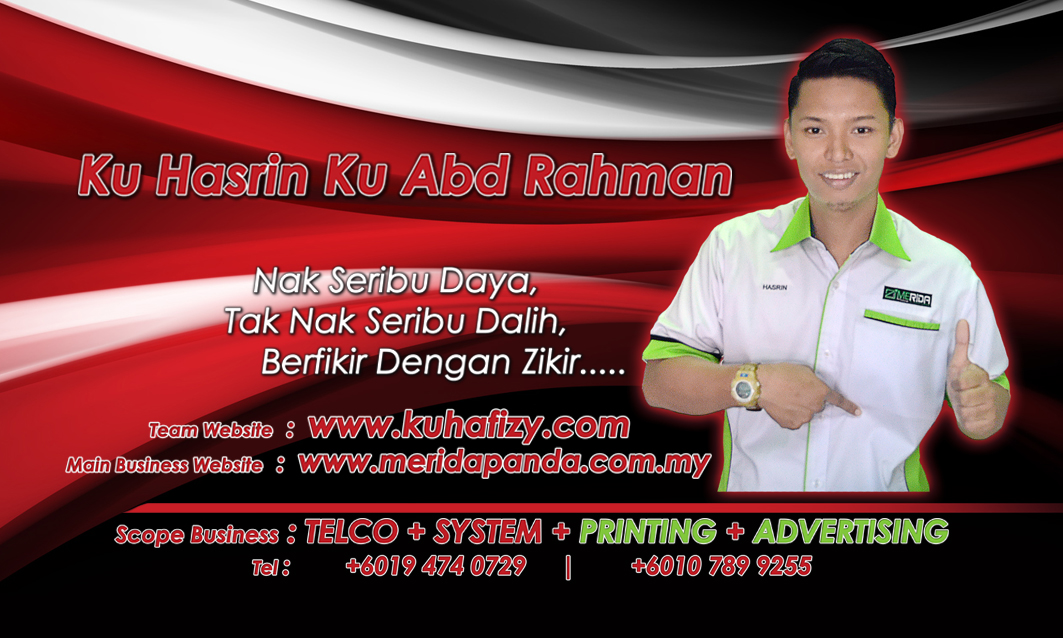 Ku Hasrin Ku Abd Rahman
Nak Seribu Daya,
Tak Nak Seribu Dalih,
Berfikir Dengan Zikir.....
HASRIN
MERIDA
Team Website : www.kuhafizy.com
Main Business Website : www.meridapanda.com.my
Scope Business : TELCO + SYSTEM + PRINTING + ADVERTISING
Tel : +6019 474 0729 | +6010 789 9255